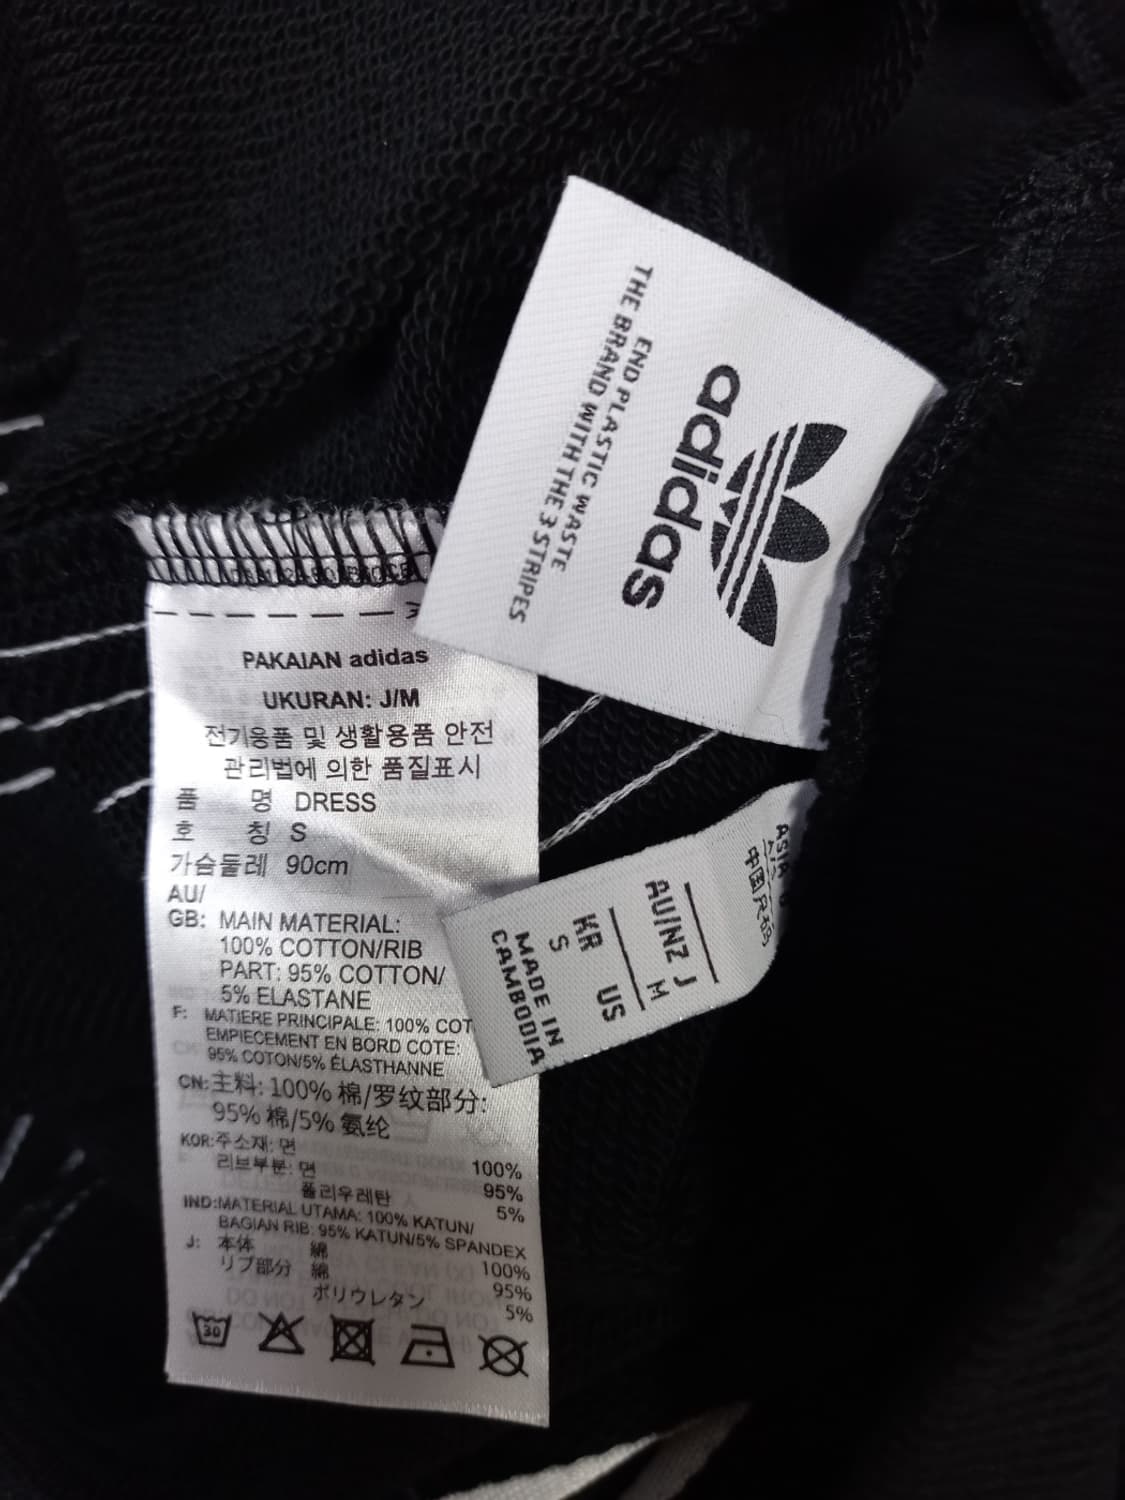 adidas
END PLASTIC WASTE
THE BRAND WITH THE 3 STRIPES
PAKAIAN adidas
UKURAN: J/M
전기용품 및 생활용품 안전
관리법에 의한 품질표시
품 명 DRESS
호 칭 S
가슴둘레 90cm
AU/
GB: MAIN MATERIAL:
100% COTTON/RIB
PART: 95% COTTON/
5% ELASTANE
F: MATIERE PRINCIPALE: 100% COT
EMPIECEMENT EN BORD COTE:
95% COTON/5% ÉLASTHANNE
CN: 主料: 100% 棉/罗纹部分:
95% 棉/5% 氨纶
KOR: 주소재: 면 100%
리브부분: 면 95%
폴리우레탄 5%
IND: MATERIAL UTAMA: 100% KATUN/
BAGIAN RIB: 95% KATUN/5% SPANDEX
J: 本体 綿 100%
リブ部分 綿 95%
ポリウレタン 5%
30
ASIA
中国尺码
AU/NZ J
M
KR US
S
MADE IN
CAMBODIA